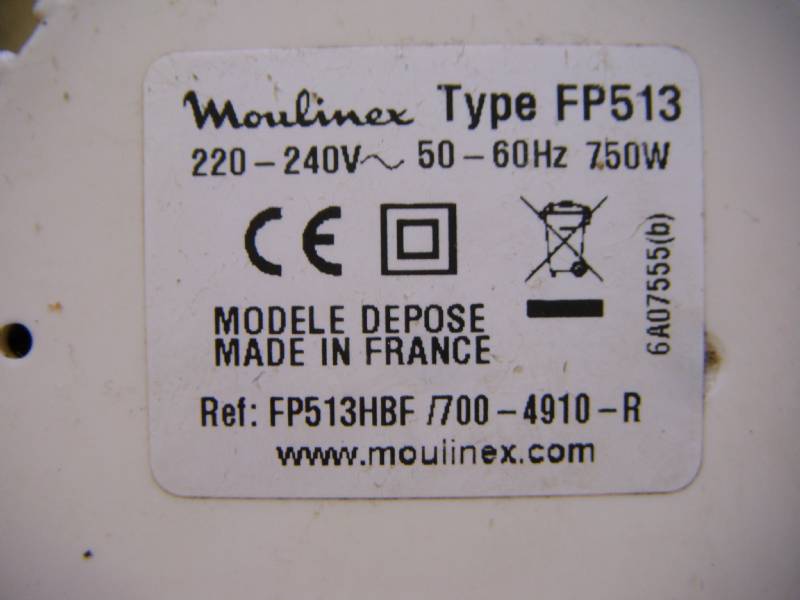 Moulinex Type FP513
220-240V~ 50-60Hz 750W
CE
6A07555(b)
MODELE DEPOSE
MADE IN FRANCE
Ref: FP513HBF /700-4910-R
www.moulinex.com